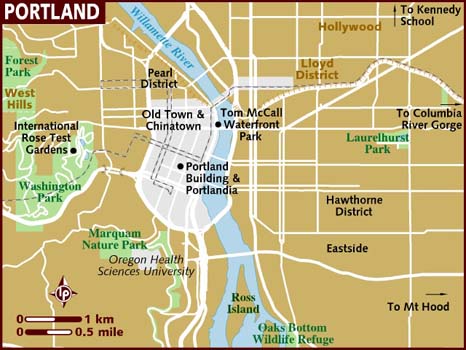 PORTLAND
To Kennedy
School
Hollywood
Willamette River
Lloyd
District
Forest
Park
Pearl
District
West
Hills
Old Town &
Chinatown
Tom McCall
Waterfront
Park
To Columbia
River Gorge
International
Rose Test
Gardens
Laurelhurst
Park
Portland
Building &
Portlandia
Washington
Park
Hawthorne
District
Marquam
Nature Park
Eastside
Oregon Health
Sciences University
LP
Ross
Island
To Mt Hood
0 1 km
0 0.5 mile
Oaks Bottom
Wildlife Refuge